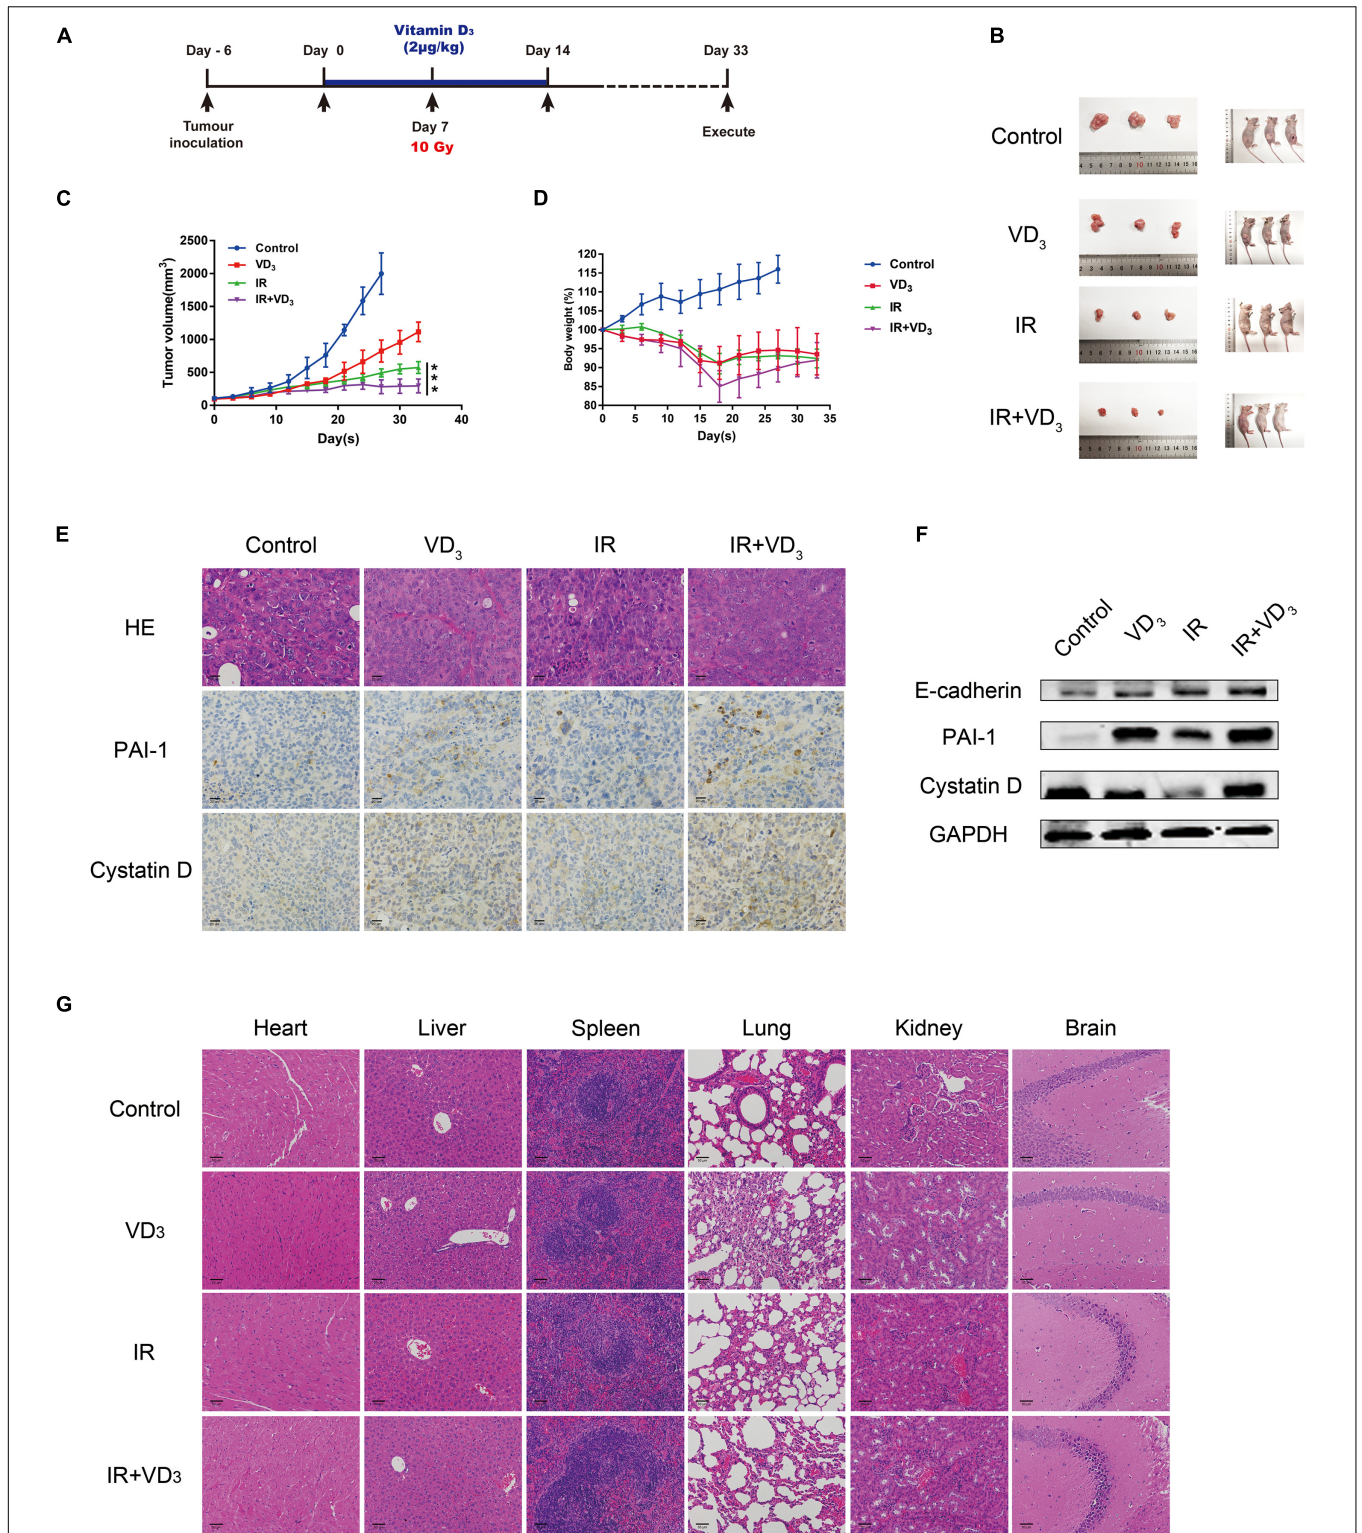 A
Day - 6
Day 0
Vitamin D3
(2µg/kg)
Day 14
Day 33
Tumour
inoculation
Day 7
10 Gy
Execute
B
Control
VD3
IR
IR+VD3
C
Tumor volume(mm3)
2500
2000
1500
1000
500
0
0 10 20 30 40
Day(s)
Control
VD3
IR
IR+VD3
***
D
Body weight (%)
120
115
110
105
100
95
90
85
80
0 5 10 15 20 25 30 35
Day(s)
Control
VD3
IR
IR+VD3
E
Control VD3 IR IR+VD3
HE
PAI-1
Cystatin D
F
Control VD3 IR IR+VD3
E-cadherin
PAI-1
Cystatin D
GAPDH
G
Heart Liver Spleen Lung Kidney Brain
Control
VD3
IR
IR+VD3